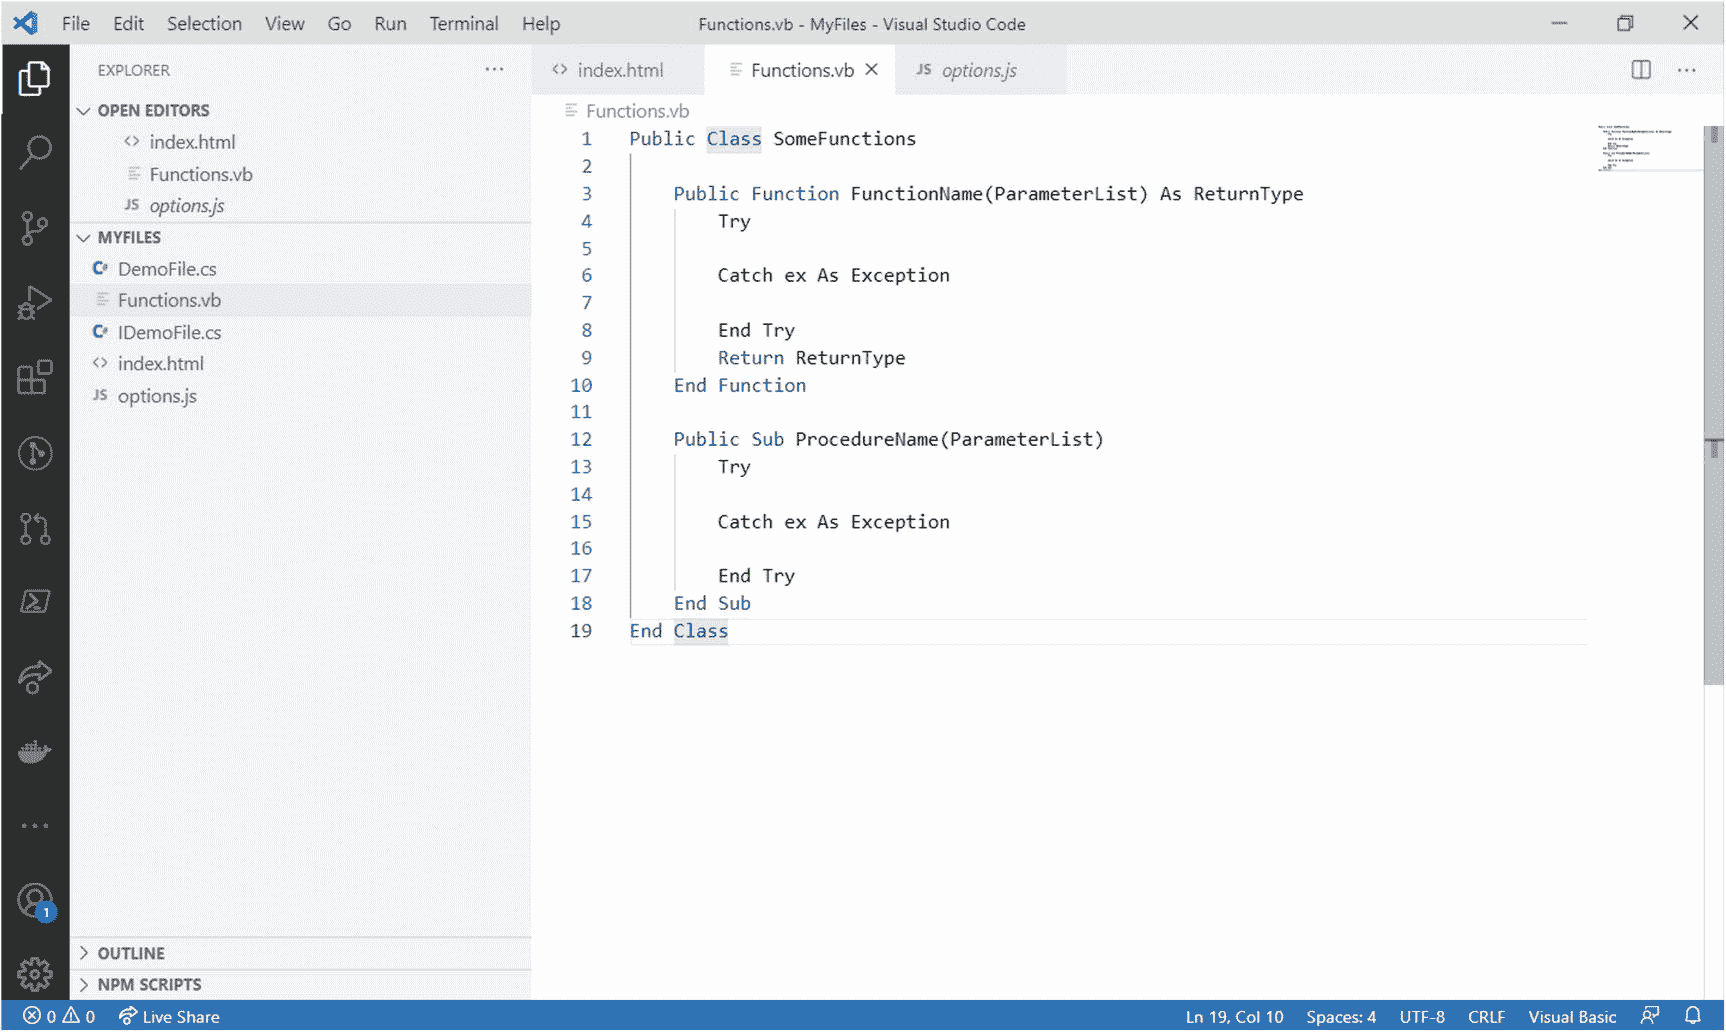 File Edit Selection View Go Run Terminal Help Functions.vb - MyFiles - Visual Studio Code
EXPLORER
OPEN EDITORS
index.html
Functions.vb
JS options.js
MYFILES
C# DemoFile.cs
Functions.vb
C# IDemoFile.cs
index.html
JS options.js
OUTLINE
NPM SCRIPTS
index.html Functions.vb JS options.js
Functions.vb
1 Public Class SomeFunctions
2
3 Public Function FunctionName(ParameterList) As ReturnType
4 Try
5
6 Catch ex As Exception
7
8 End Try
9 Return ReturnType
10 End Function
11
12 Public Sub ProcedureName(ParameterList)
13 Try
14
15 Catch ex As Exception
16
17 End Try
18 End Sub
19 End Class
1
0 0 Live Share Ln 19, Col 10 Spaces: 4 UTF-8 CRLF Visual Basic